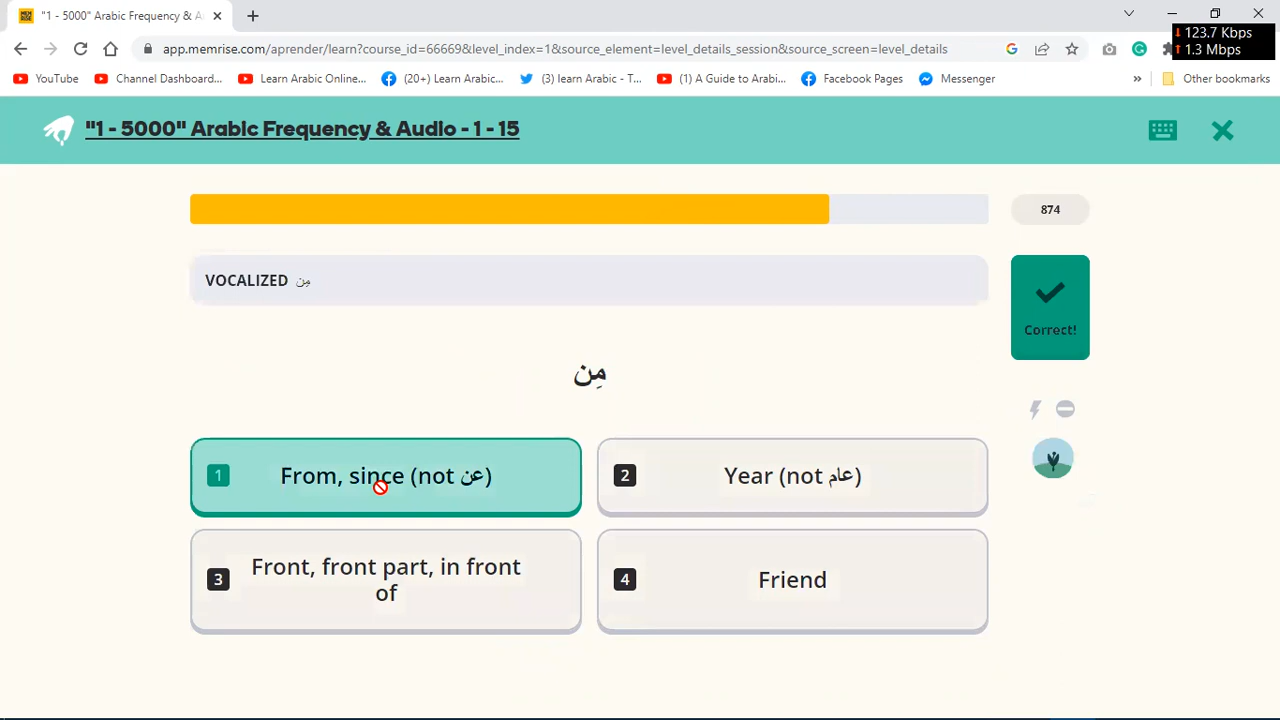 "1 - 5000" Arabic Frequency & A
123.7 Kbps
1.3 Mbps
app.memrise.com/aprender/learn?course_id=66669&level_index=1&source_element=level_details_session&source_screen=level_details
YouTube
Channel Dashboard...
Learn Arabic Online...
(20+) Learn Arabic...
(3) learn Arabic - T...
(1) A Guide to Arabi...
Facebook Pages
Messenger
»
Other bookmarks
"1 - 5000" Arabic Frequency & Audio - 1 - 15
874
VOCALIZED مِن
Correct!
مِن
1 From, since (not عن)
2 Year (not عام)
3 Front, front part, in front
of
4 Friend